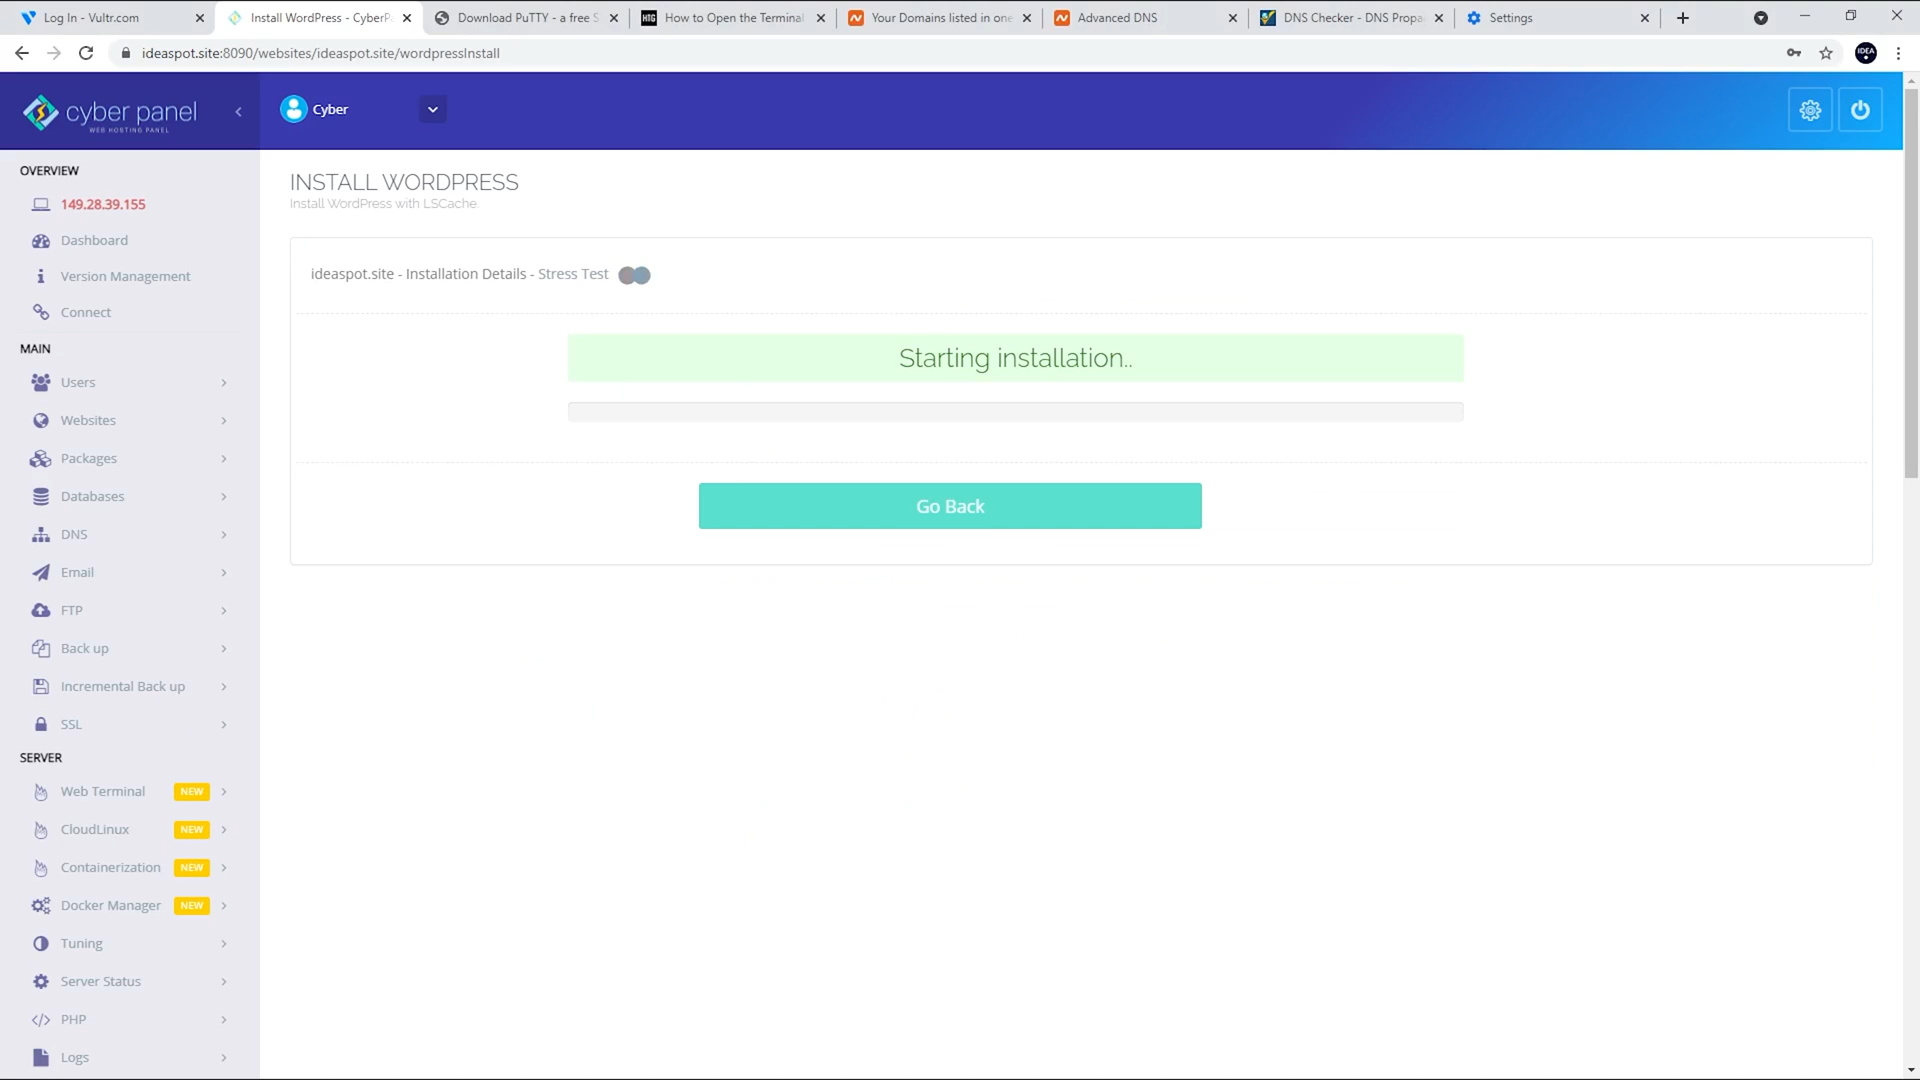 Log In - Vultr.com
Install WordPress - CyberPa
Download PuTTY - a free S
HTG
How to Open the Terminal
Your Domains listed in one
Advanced DNS
DNS Checker - DNS Propa
Settings
ideaspot.site:8090/websites/ideaspot.site/wordpressInstall
IDEA
cyber panel
WEB HOSTING PANEL
Cyber
OVERVIEW
149.28.39.155
Dashboard
Version Management
Connect
MAIN
Users
Websites
Packages
Databases
DNS
Email
FTP
Back up
Incremental Back up
SSL
SERVER
Web Terminal NEW
CloudLinux NEW
Containerization NEW
Docker Manager NEW
Tuning
Server Status
PHP
Logs
INSTALL WORDPRESS
Install WordPress with LSCache.
ideaspot.site - Installation Details - Stress Test
Starting installation..
Go Back